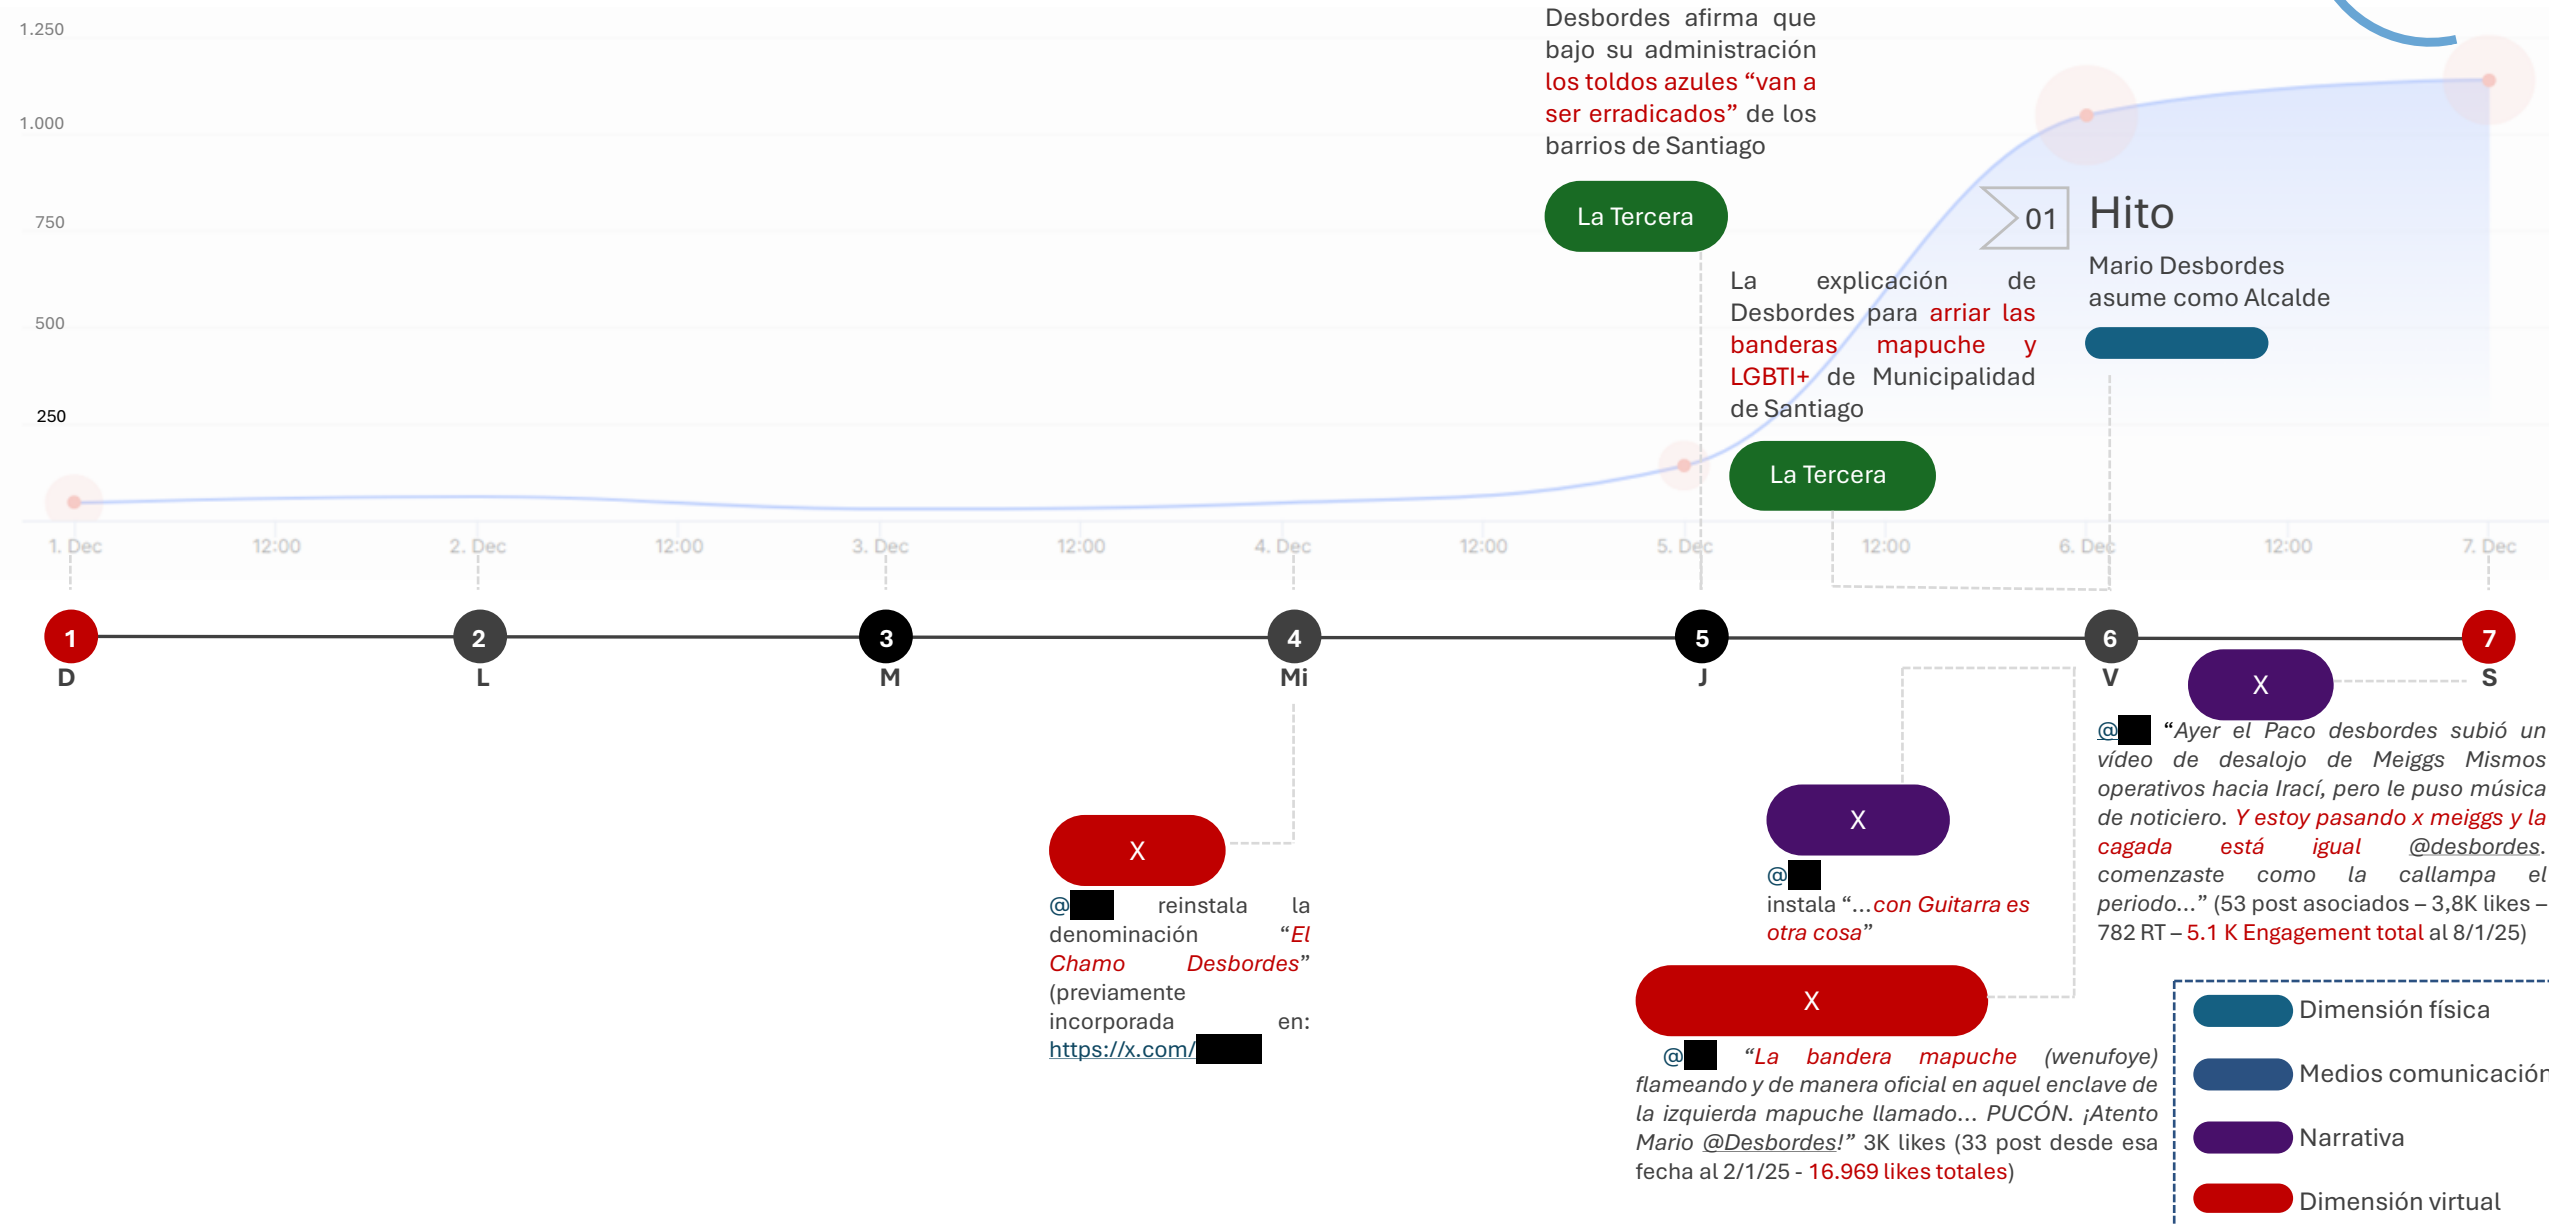 1.250
1.000
750
500
250
Desbordes afirma que
bajo su administración
los toldos azules “van a
ser erradicados” de los
barrios de Santiago
La Tercera
La explicación de
Desbordes para arriar las
banderas mapuche y
LGBTI+ de Municipalidad
de Santiago
La Tercera
01
Hito
Mario Desbordes
asume como Alcalde
1. Dec
12:00
2. Dec
12:00
3. Dec
12:00
4. Dec
12:00
5. Dec
12:00
6. Dec
12:00
7. Dec
1
2
3
4
5
6
7
D
L
M
Mi
J
V
S
X
@ reinstala la
denominación “El
Chamo Desbordes”
(previamente
incorporada en:
https://x.com/
X
@
instala “...con Guitarra es
otra cosa”
X
@ “La bandera mapuche (wenufoye)
flameando y de manera oficial en aquel enclave de
la izquierda mapuche llamado... PUCÓN. ¡Atento
Mario @Desbordes!” 3K likes (33 post desde esa
fecha al 2/1/25 - 16.969 likes totales)
X
@ “Ayer el Paco desbordes subió un
vídeo de desalojo de Meiggs Mismos
operativos hacia Irací, pero le puso música
de noticiero. Y estoy pasando x meiggs y la
cagada está igual @desbordes.
comenzaste como la callampa el
periodo...” (53 post asociados – 3,8K likes –
782 RT – 5.1 K Engagement total al 8/1/25)
Dimensión física
Medios comunicación
Narrativa
Dimensión virtual